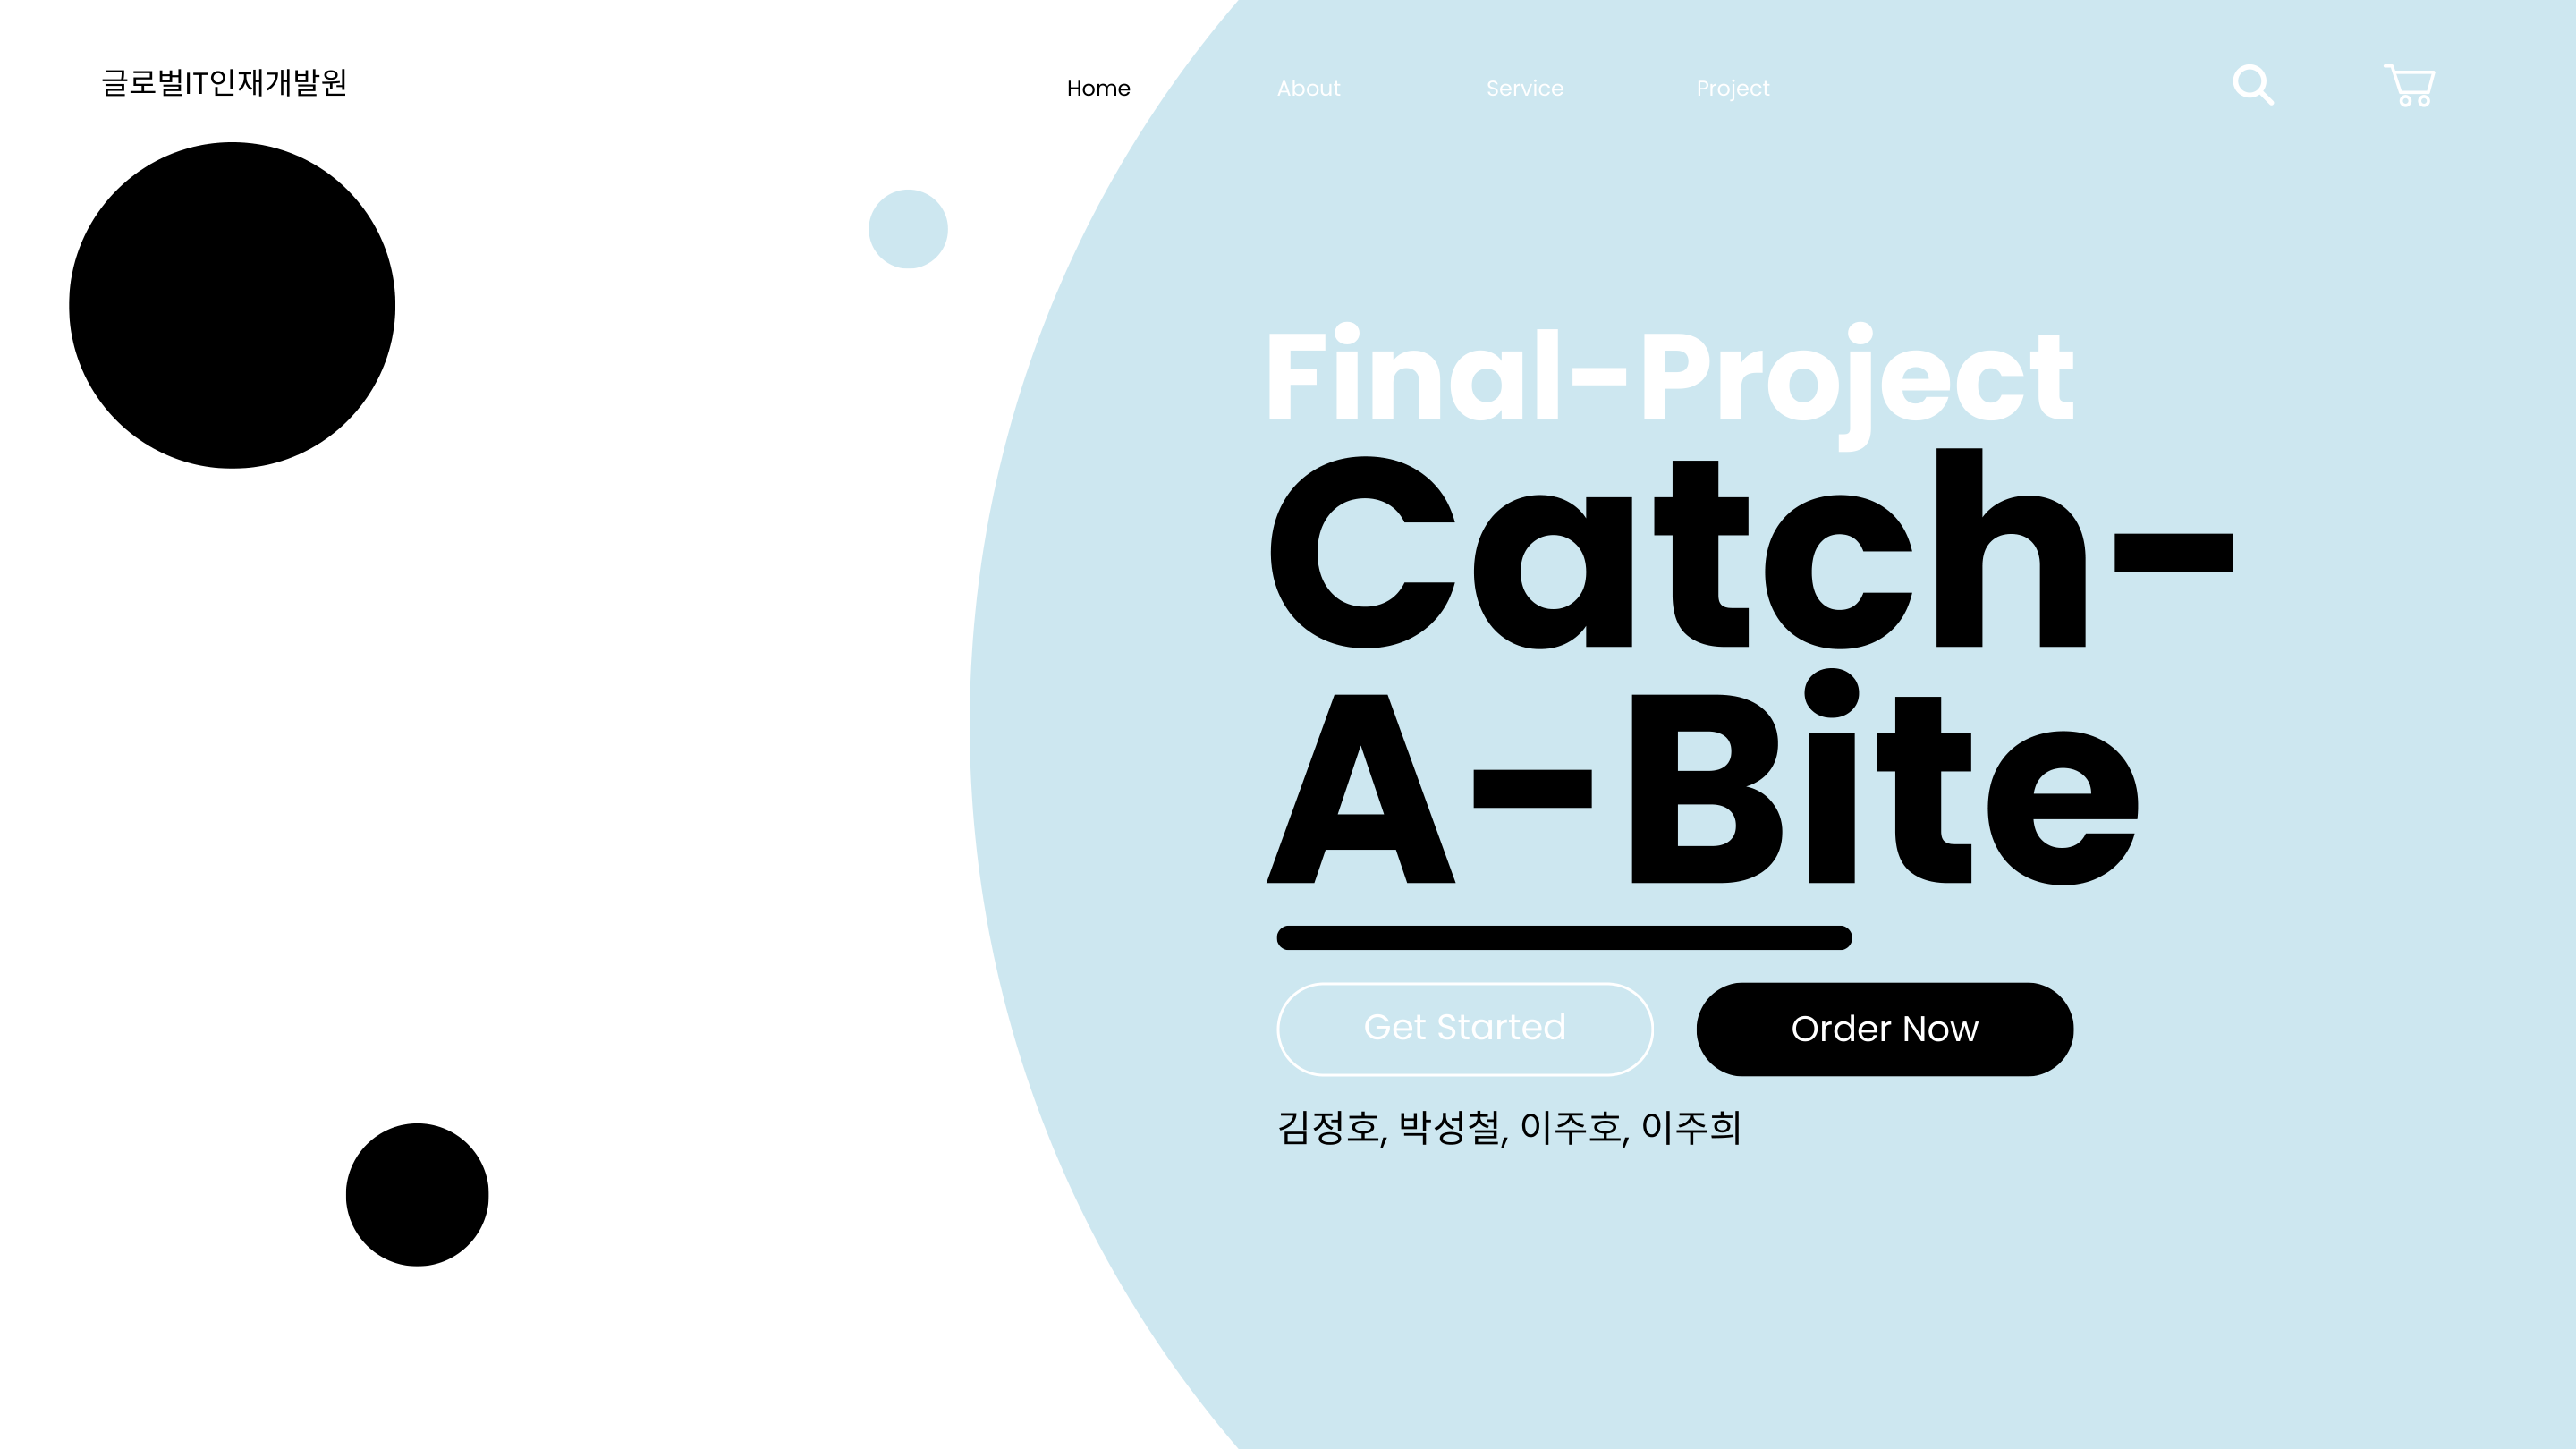 글로벌IT인재개발원
Home About Service Project
Final-Project
Catch-
A-Bite
Get Started Order Now
김정호, 박성철, 이주호, 이주희